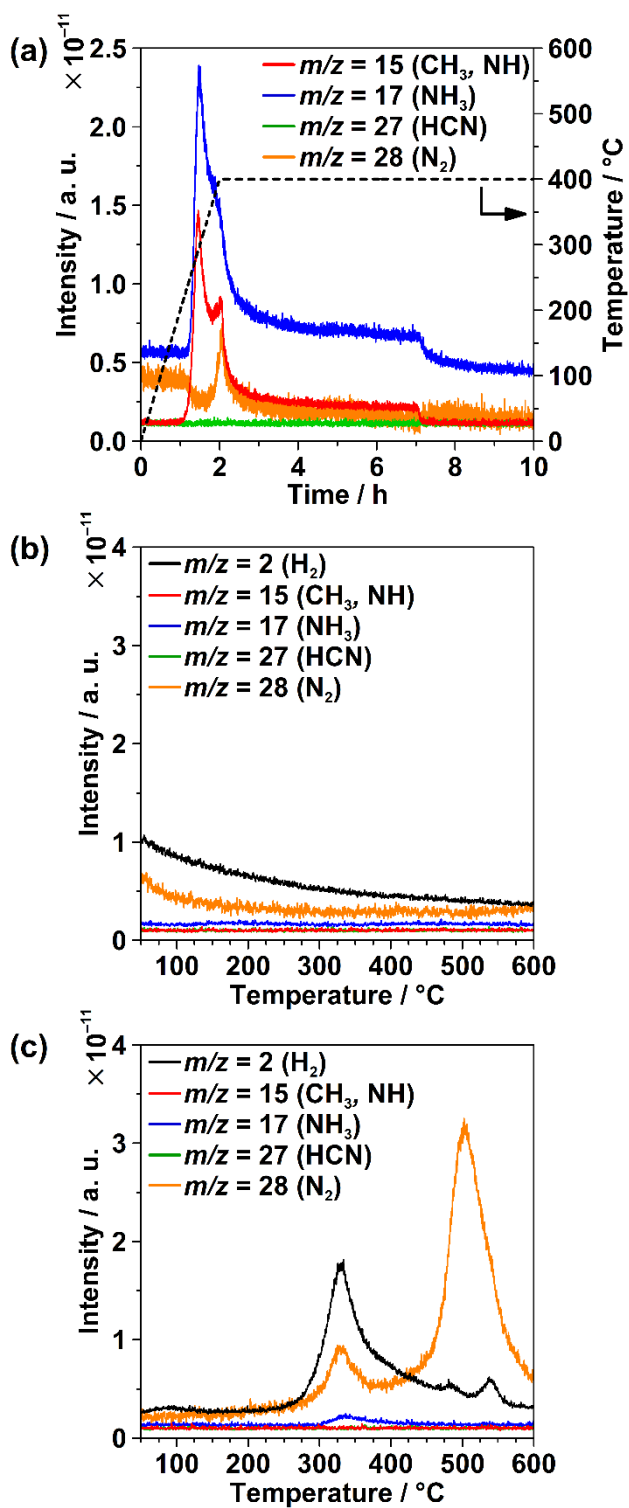 (a)
× 10⁻¹¹
2.5
2.0
1.5
1.0
0.5
0.0
Intensity / a. u.
m/z = 15 (CH₃, NH)
m/z = 17 (NH₃)
m/z = 27 (HCN)
m/z = 28 (N₂)
600
500
400
300
200
100
0
Temperature / °C
0 2 4 6 8 10
Time / h
(b)
× 10⁻¹¹
4
3
2
1
0
Intensity / a. u.
m/z = 2 (H₂)
m/z = 15 (CH₃, NH)
m/z = 17 (NH₃)
m/z = 27 (HCN)
m/z = 28 (N₂)
100 200 300 400 500 600
Temperature / °C
(c)
× 10⁻¹¹
4
3
2
1
0
Intensity / a. u.
m/z = 2 (H₂)
m/z = 15 (CH₃, NH)
m/z = 17 (NH₃)
m/z = 27 (HCN)
m/z = 28 (N₂)
100 200 300 400 500 600
Temperature / °C